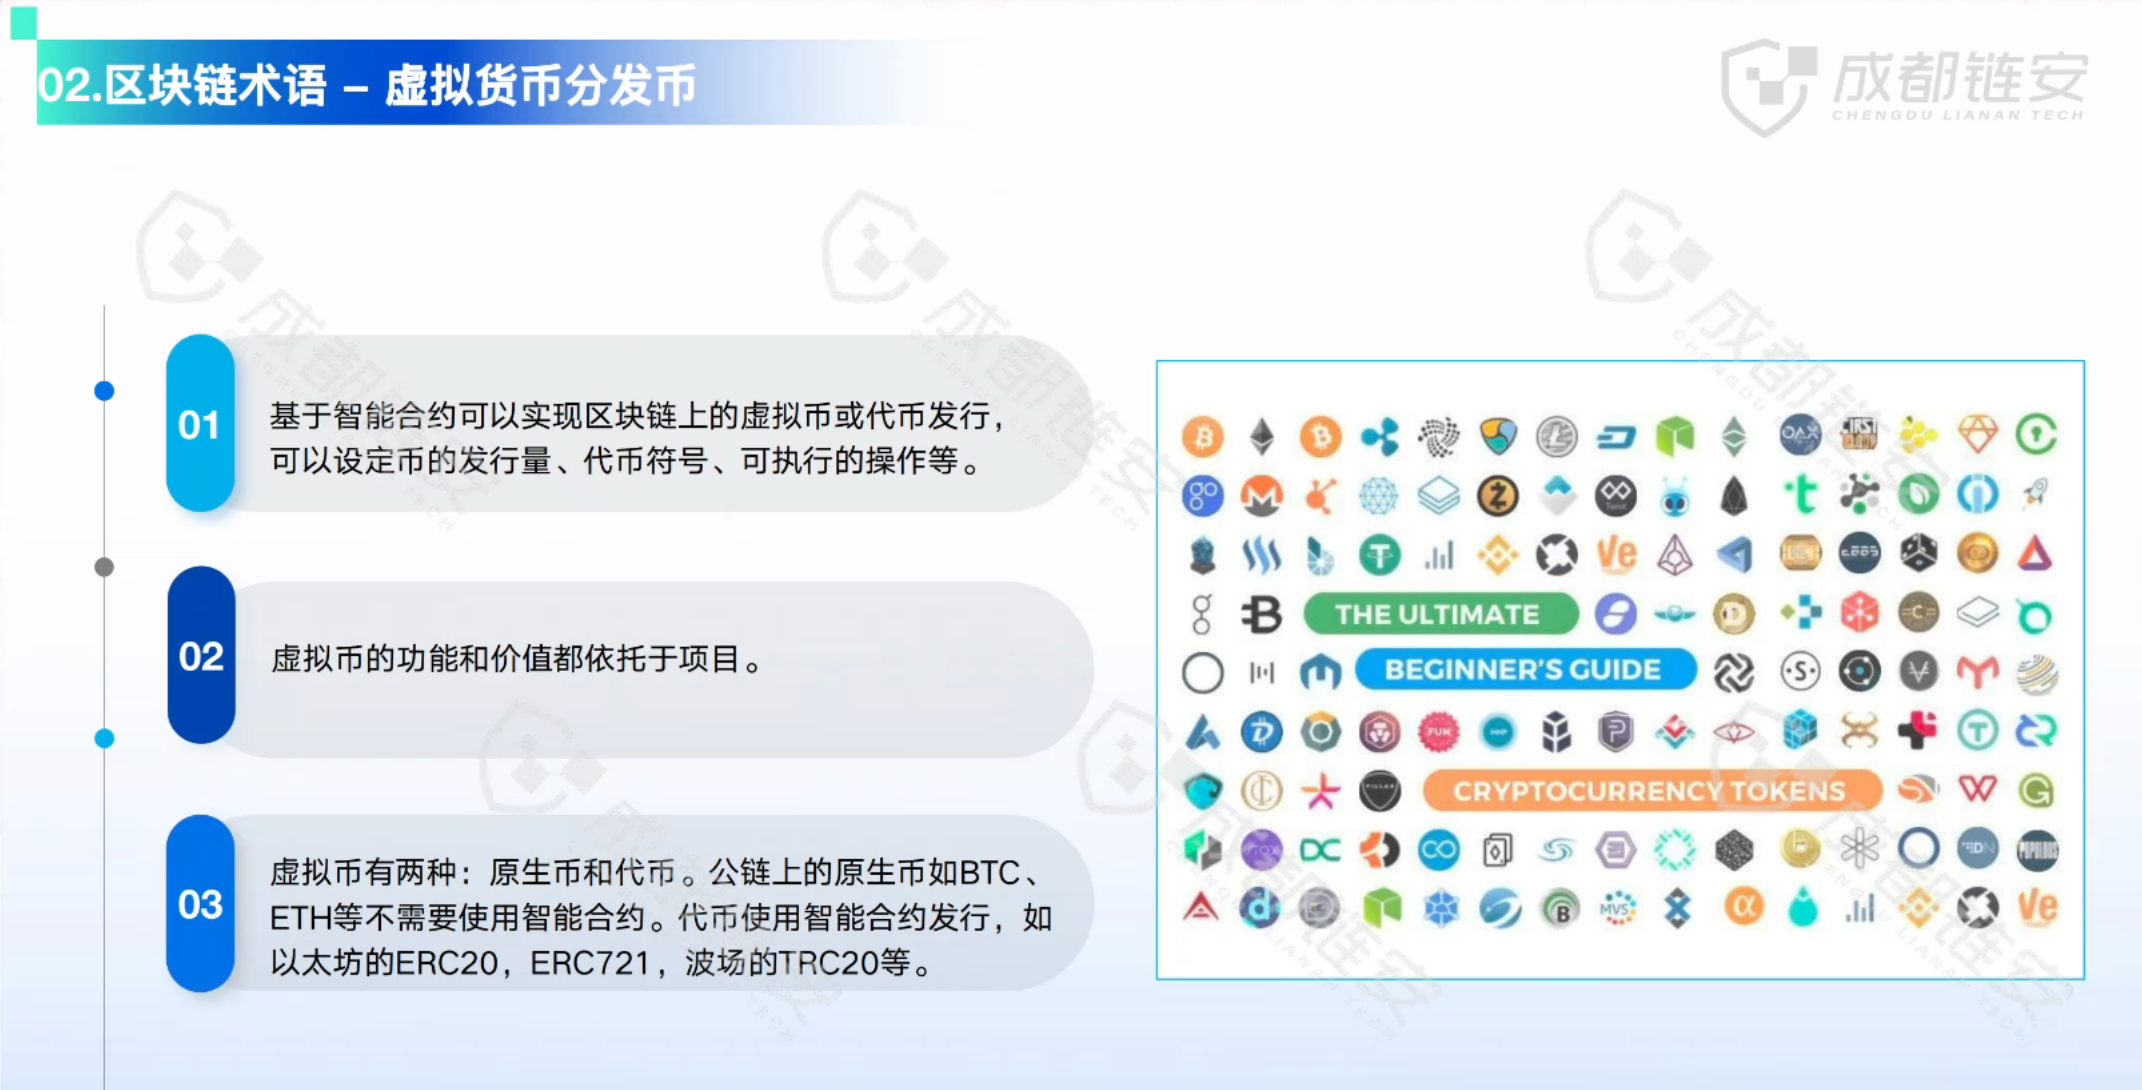 02.区块链术语 – 虚拟货币分发币
成都链安
CHENGDU LIANAN TECH
01
基于智能合约可以实现区块链上的虚拟币或代币发行，
可以设定币的发行量、代币符号、可执行的操作等。
02
虚拟币的功能和价值都依托于项目。
03
虚拟币有两种：原生币和代币。公链上的原生币如BTC、
ETH等不需要使用智能合约。代币使用智能合约发行，如
以太坊的ERC20，ERC721，波场的TRC20等。
THE ULTIMATE
BEGINNER'S GUIDE
CRYPTOCURRENCY TOKENS